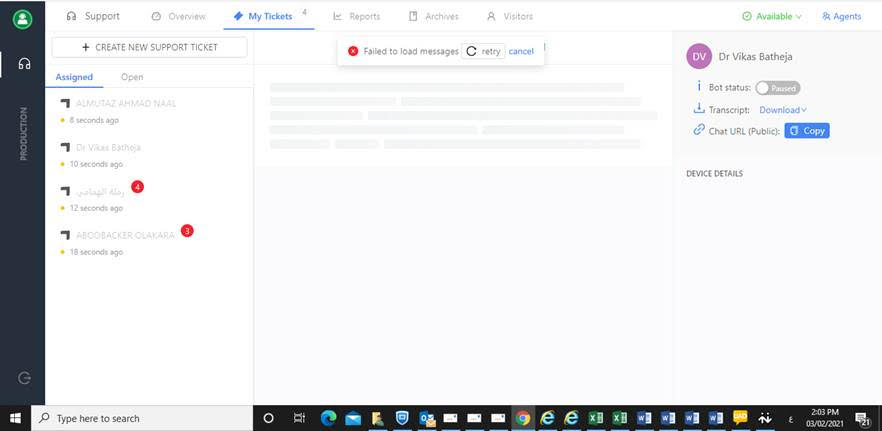 Support
Overview
My Tickets 4
Reports
Archives
Visitors
Available
Agents
+ CREATE NEW SUPPORT TICKET
Failed to load messages retry cancel
Assigned
Open
ALMUTAZ AHMAD NAAL
8 seconds ago
Dr Vikas Batheja
10 seconds ago
رملة الهمامي 4
12 seconds ago
ABOOBACKER OLAKARA 3
18 seconds ago
PRODUCTION
DV Dr Vikas Batheja
Bot status: Paused
Transcript: Download
Chat URL (Public): Copy
DEVICE DETAILS
Type here to search
ع
2:03 PM
03/02/2021
21